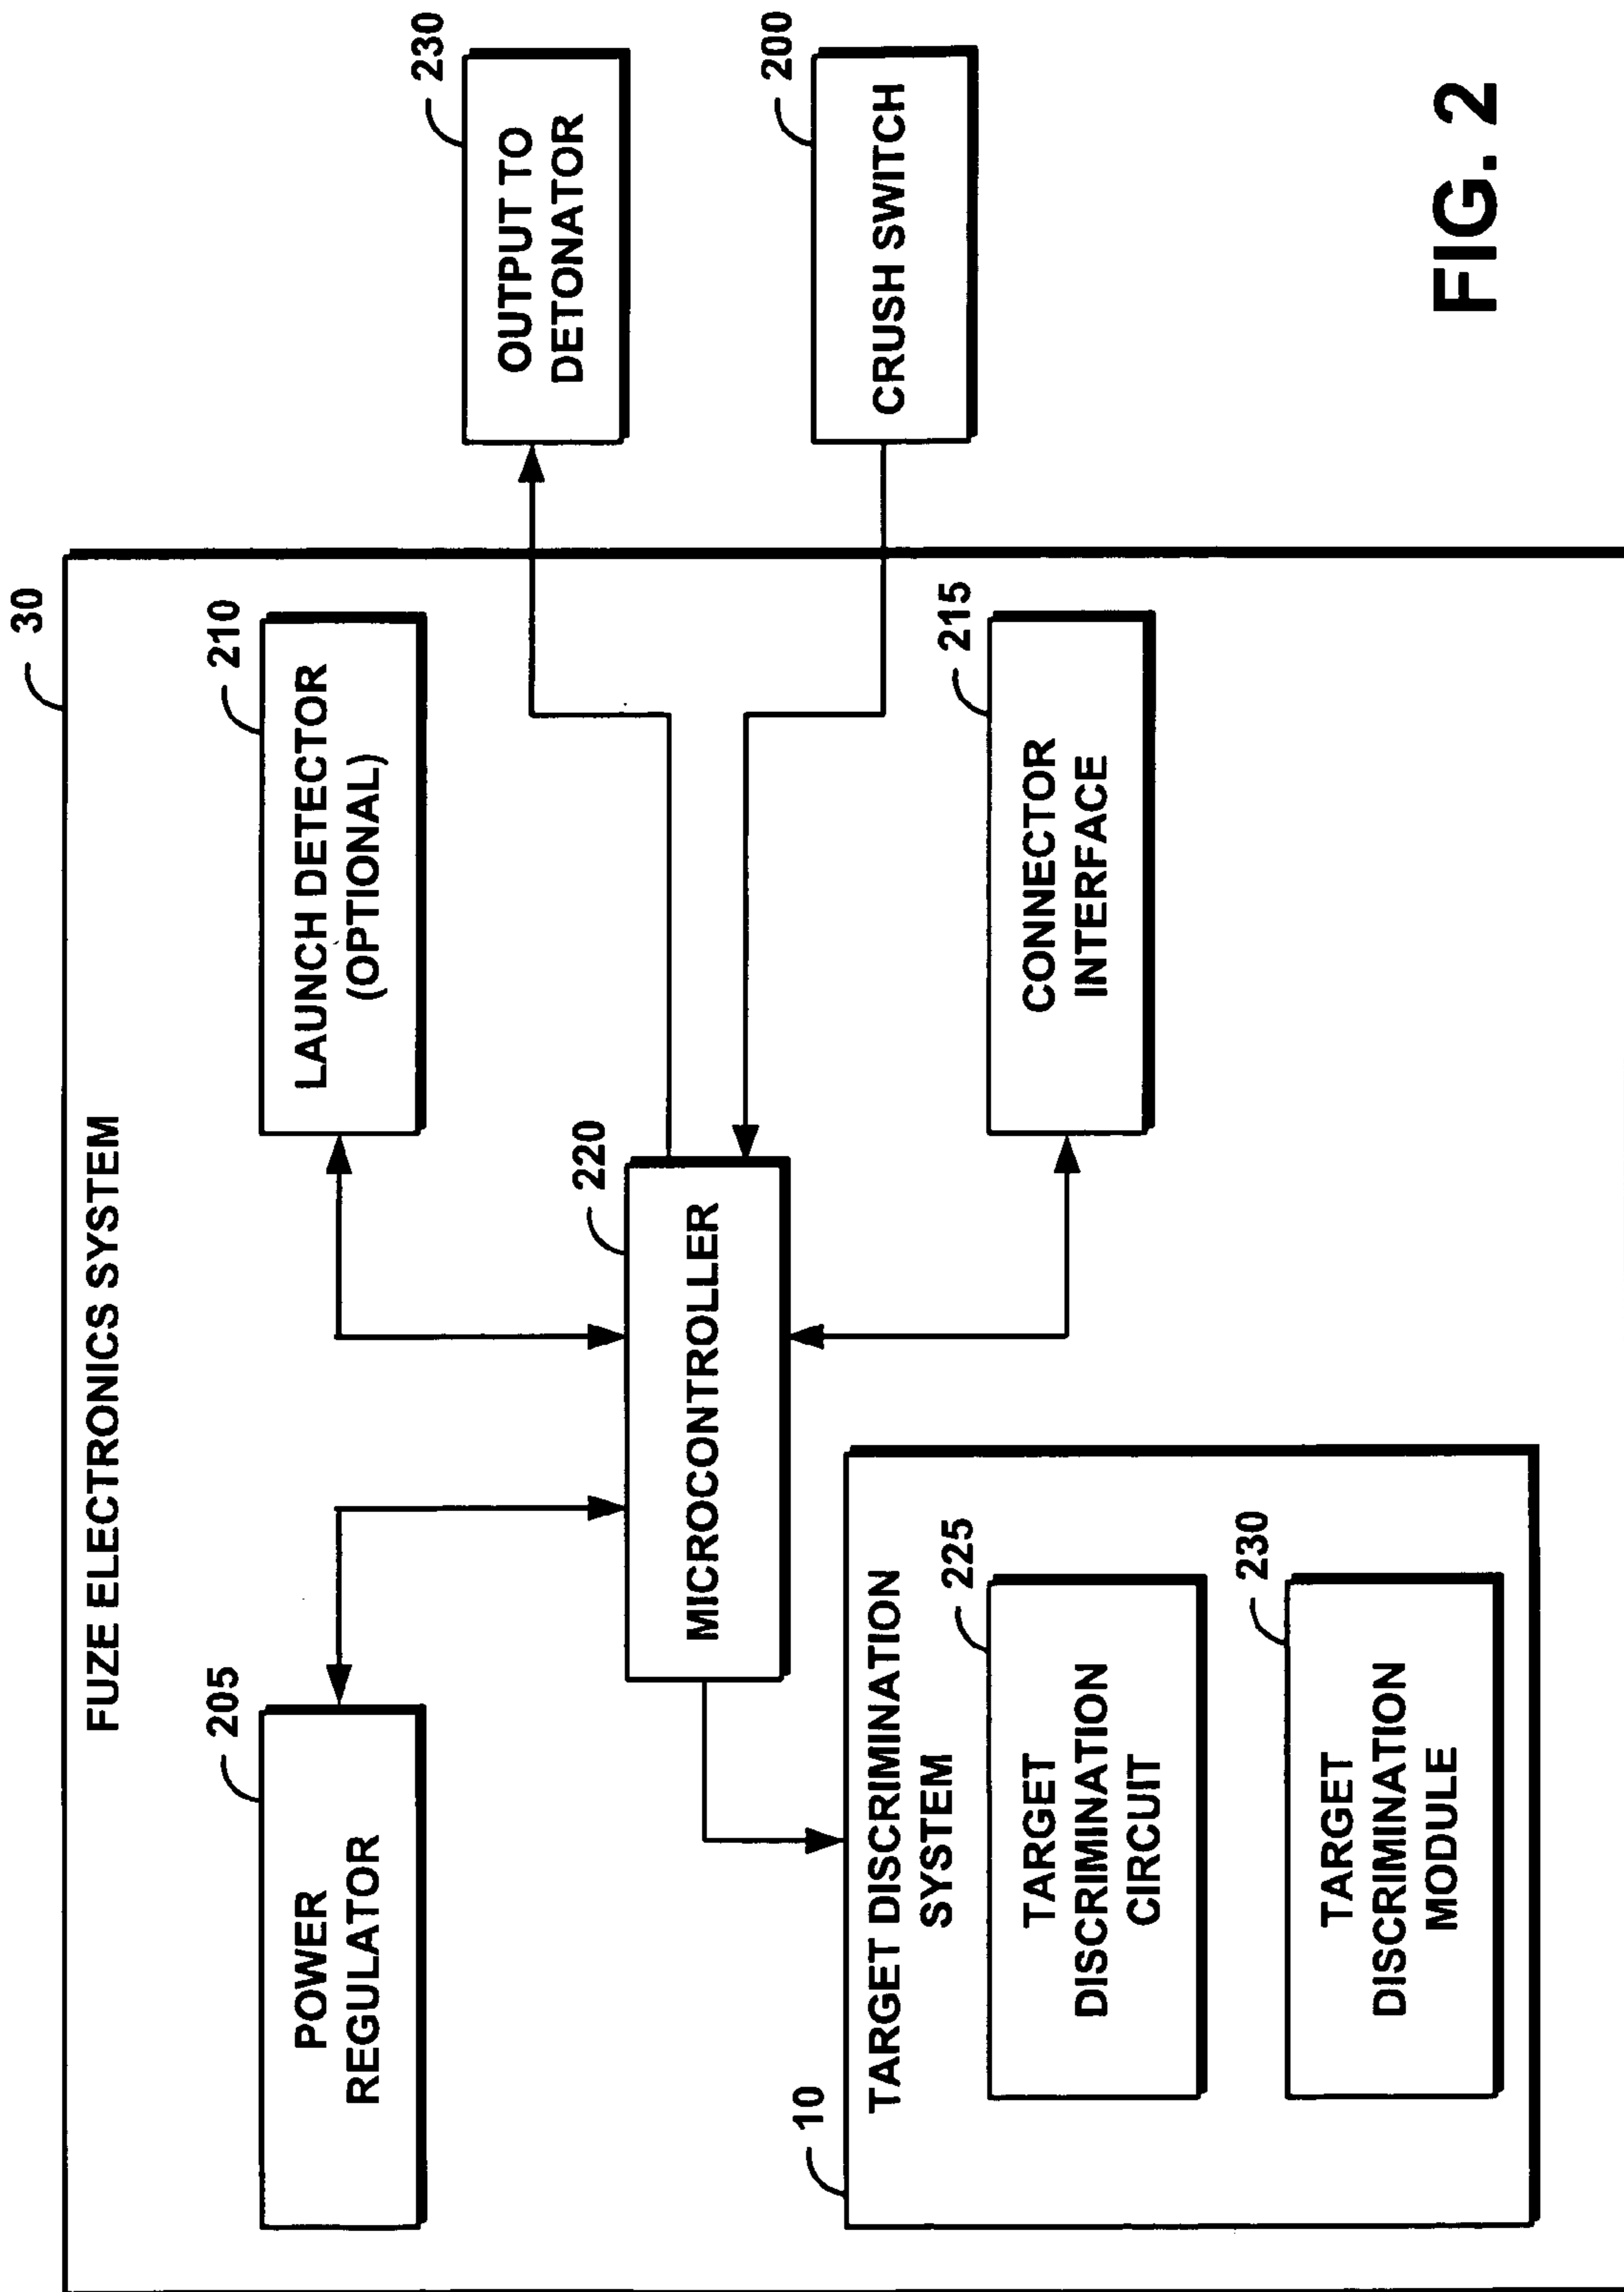 FUZE ELECTRONICS SYSTEM
30
205
POWER
REGULATOR
210
LAUNCH DETECTOR
(OPTIONAL)
230
OUTPUT TO
DETONATOR
220
MICROCONTROLLER
200
CRUSH SWITCH
10
TARGET DISCRIMINATION
SYSTEM
225
TARGET
DISCRIMINATION
CIRCUIT
230
TARGET
DISCRIMINATION
MODULE
215
CONNECTOR
INTERFACE
FIG. 2